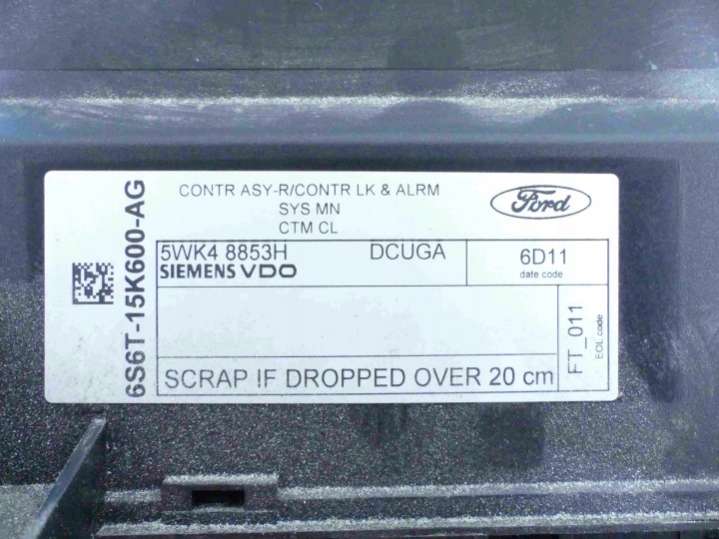 CONTR ASY-R/CONTR LK & ALRM
SYS MN
CTM CL
Ford
6S6T-15K600-AG
5WK4 8853H
DCUGA
6D11
SIEMENS VDO
date code
FT_011
EOL code
SCRAP IF DROPPED OVER 20 cm